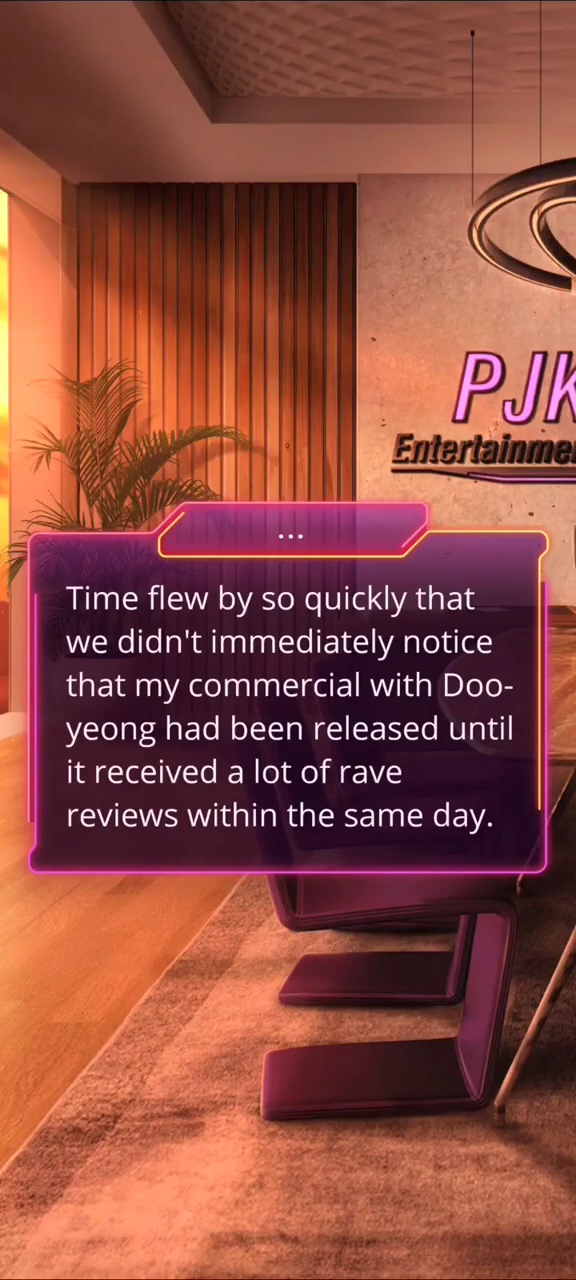 PJK
Entertainme
...
Time flew by so quickly that
we didn't immediately notice
that my commercial with Doo-
yeong had been released until
it received a lot of rave
reviews within the same day.